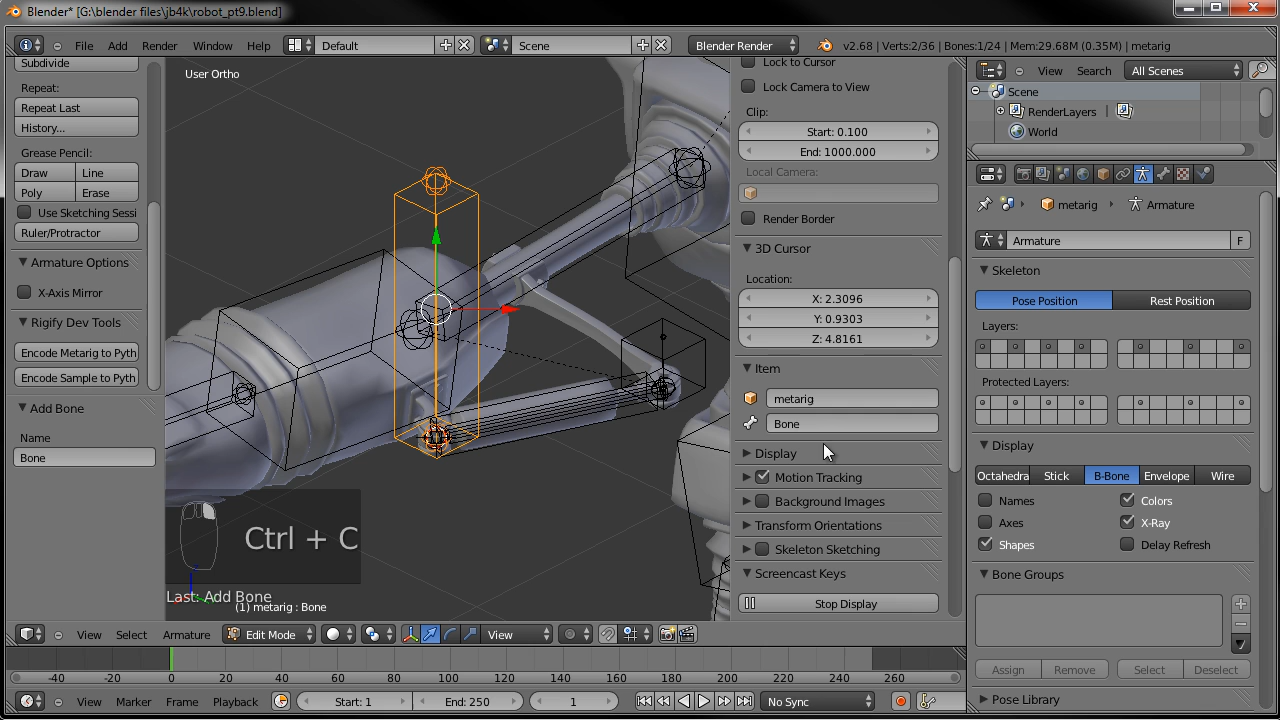 Blender* [G:\blender files\jb4k\robot_pt9.blend]
File Add Render Window Help Default Scene Blender Render v2.68 | Verts:2/36 | Bones:1/24 | Mem:29.68M (0.35M) | metarig
Subdivide
Repeat:
Repeat Last
History...
Grease Pencil:
Draw Line
Poly Erase
Use Sketching Sessi
Ruler/Protractor
Armature Options
X-Axis Mirror
Rigify Dev Tools
Encode Metarig to Pyth
Encode Sample to Pyth
Add Bone
Name
Bone
User Ortho
Ctrl + C
Last: Add Bone
(1) metarig : Bone
Lock to Cursor
Lock Camera to View
Clip:
Start: 0.100
End: 1000.000
Local Camera:
Render Border
3D Cursor
Location:
X: 2.3096
Y: 0.9303
Z: 4.8161
Item
metarig
Bone
Display
Motion Tracking
Background Images
Transform Orientations
Skeleton Sketching
Screencast Keys
Stop Display
View Search All Scenes
Scene
RenderLayers
World
metarig Armature
Armature F
Skeleton
Pose Position Rest Position
Layers:
Protected Layers:
Display
Octahedra Stick B-Bone Envelope Wire
Names Colors
Axes X-Ray
Shapes Delay Refresh
Bone Groups
Assign Remove Select Deselect
Pose Library
View Select Armature Edit Mode View
-40 -20 0 20 40 60 80 100 120 140 160 180 200 220 240 260
View Marker Frame Playback Start: 1 End: 250 1 No Sync